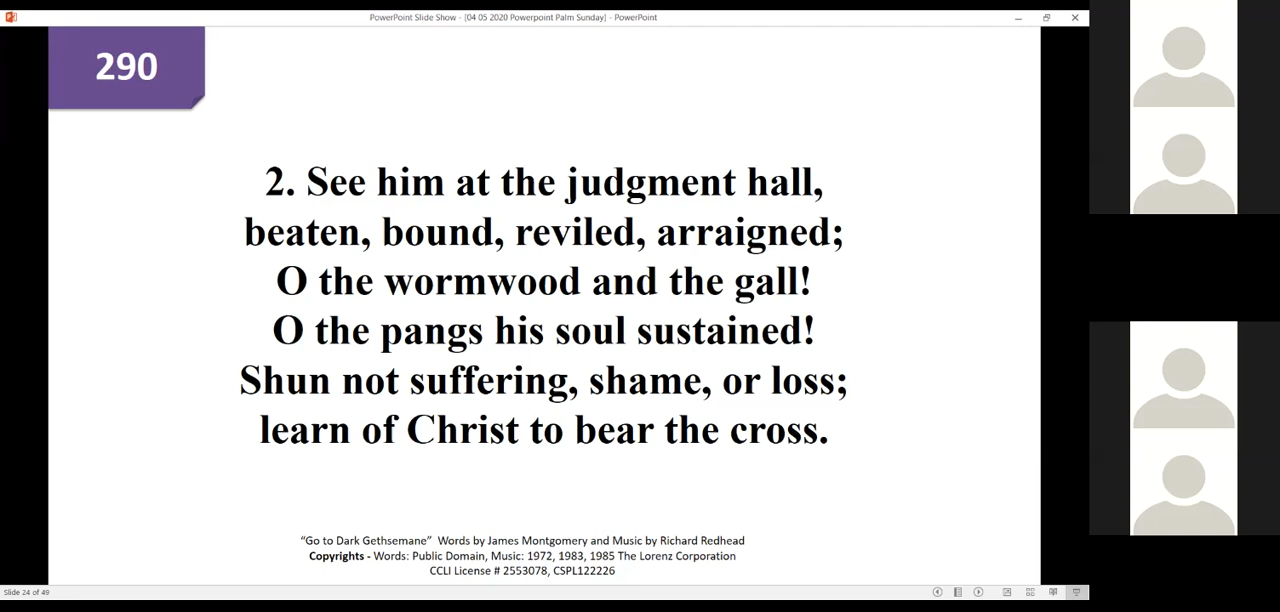 PowerPoint Slide Show - [04 05 2020 Powerpoint Palm Sunday] - PowerPoint
290
2. See him at the judgment hall,
beaten, bound, reviled, arraigned;
O the wormwood and the gall!
O the pangs his soul sustained!
Shun not suffering, shame, or loss;
learn of Christ to bear the cross.
“Go to Dark Gethsemane” Words by James Montgomery and Music by Richard Redhead
Copyrights - Words: Public Domain, Music: 1972, 1983, 1985 The Lorenz Corporation
CCLI License # 2553078, CSPL122226
Slide 24 of 49